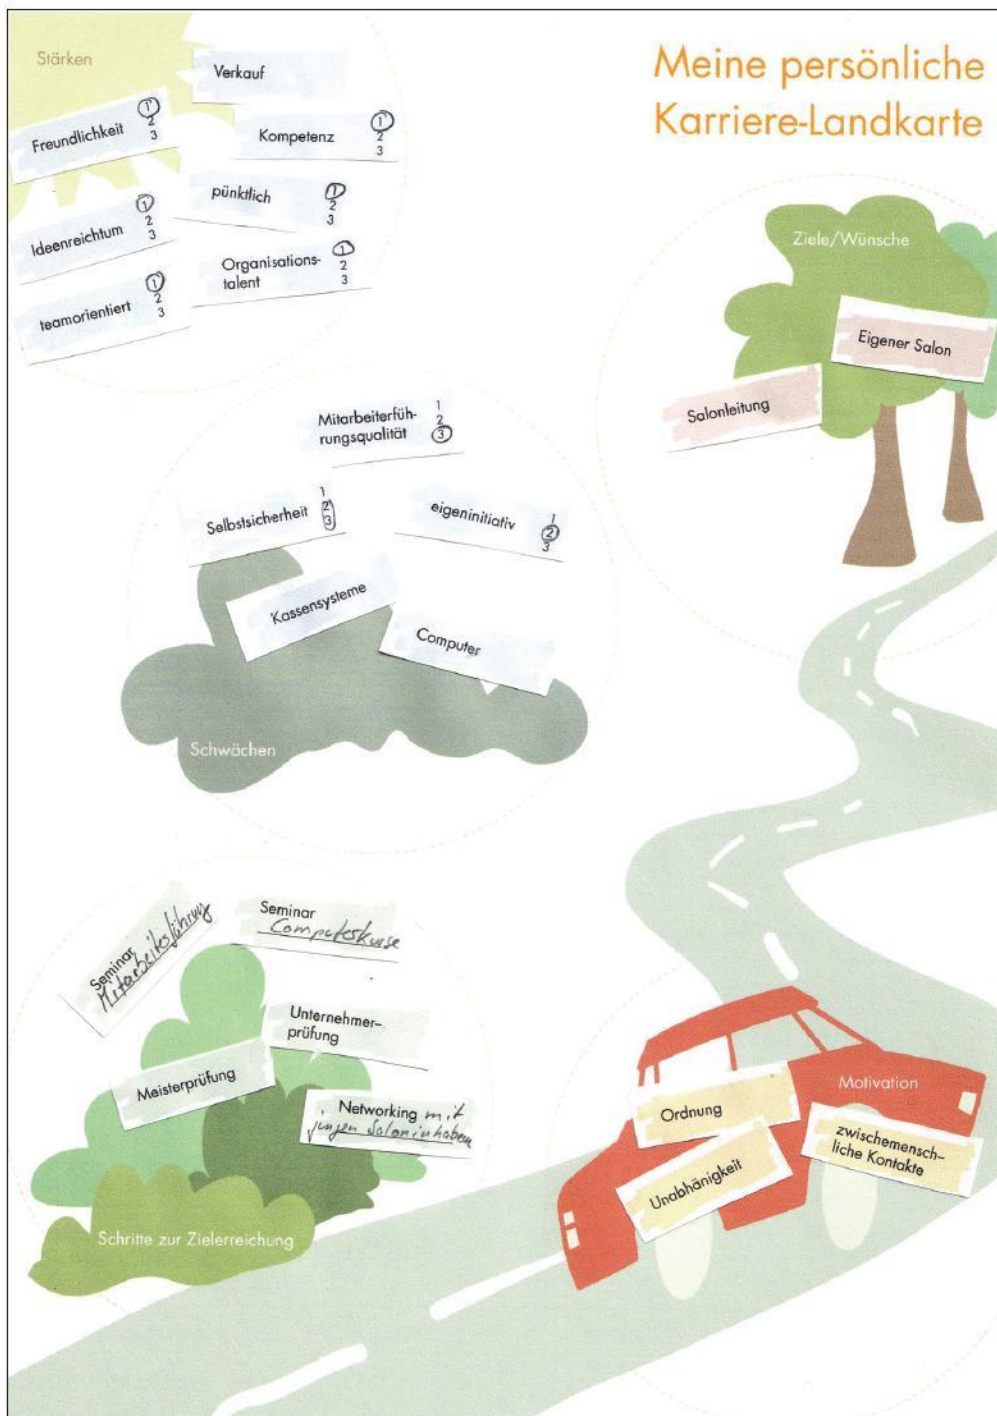 Meine persönliche
Karriere-Landkarte
Stärken
Verkauf
Freundlichkeit
1
2
3
Kompetenz
1
2
3
Ideenreichtum
1
2
3
pünktlich
1
2
3
teamorientiert
1
2
3
Organisations-
talent
1
2
3
Ziele/Wünsche
Eigener Salon
Salonleitung
Mitarbeiterfüh-
rungsqualität
1
2
3
Selbstsicherheit
1
2
3
eigeninitiativ
1
2
3
Kassensysteme
Computer
Schwächen
Seminar
Mitarbeiterführung
Seminar
Computerkurse
Unternehmer-
prüfung
Meisterprüfung
Networking mit
jungen Saloninhabern
Schritte zur Zielerreichung
Motivation
Ordnung
zwischemensch-
liche Kontakte
Unabhänigkeit